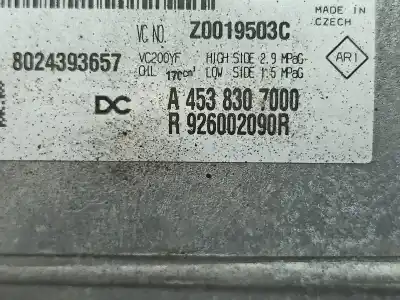 MADE IN
CZECH
VC NO. Z0019503C
8024393657
VC200YF HIGH SIDE 2.9 MPaG
OIL 170cm³ LOW SIDE 1.5 MPaG
AR1
DC A 453 830 7000
R 926002090R